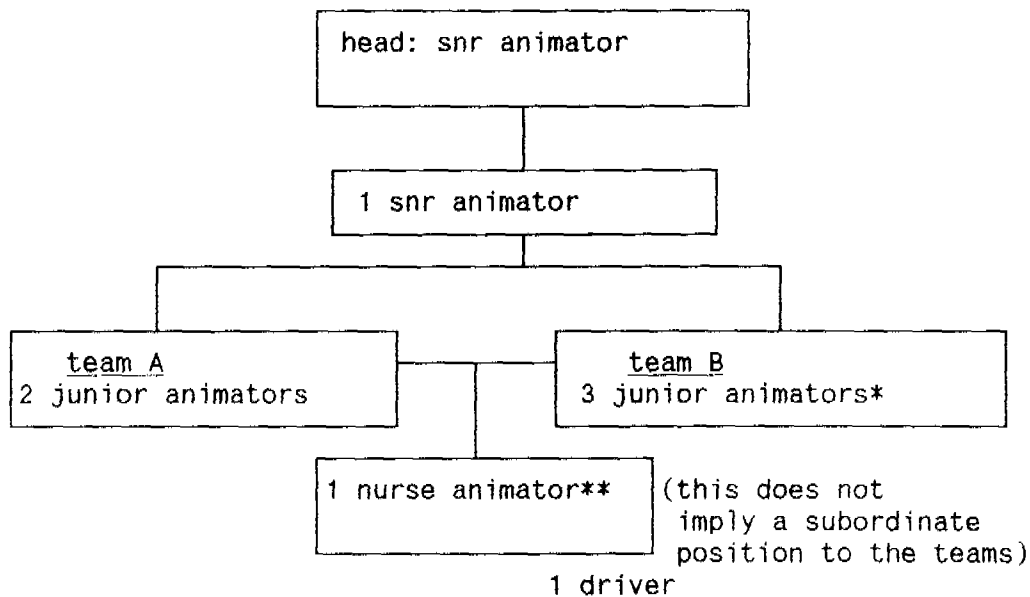 head: snr animator
1 snr animator
team A
2 junior animators
team B
3 junior animators*
1 nurse animator**
(this does not
imply a subordinate
position to the teams)
1 driver